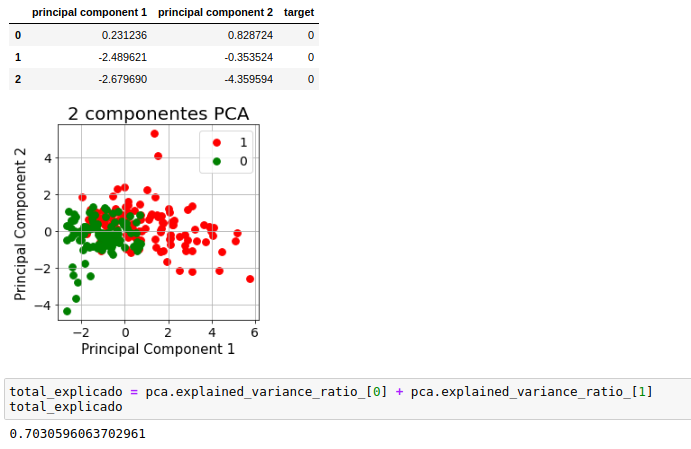 principal component 1 principal component 2 target
0 0.231236 0.828724 0
1 -2.489621 -0.353524 0
2 -2.679690 -4.359594 0
2 componentes PCA
1
0
Principal Component 2
4
2
0
−2
−4
−2 0 2 4 6
Principal Component 1
total_explicado = pca.explained_variance_ratio_[0] + pca.explained_variance_ratio_[1]
total_explicado
0.7030596063702961